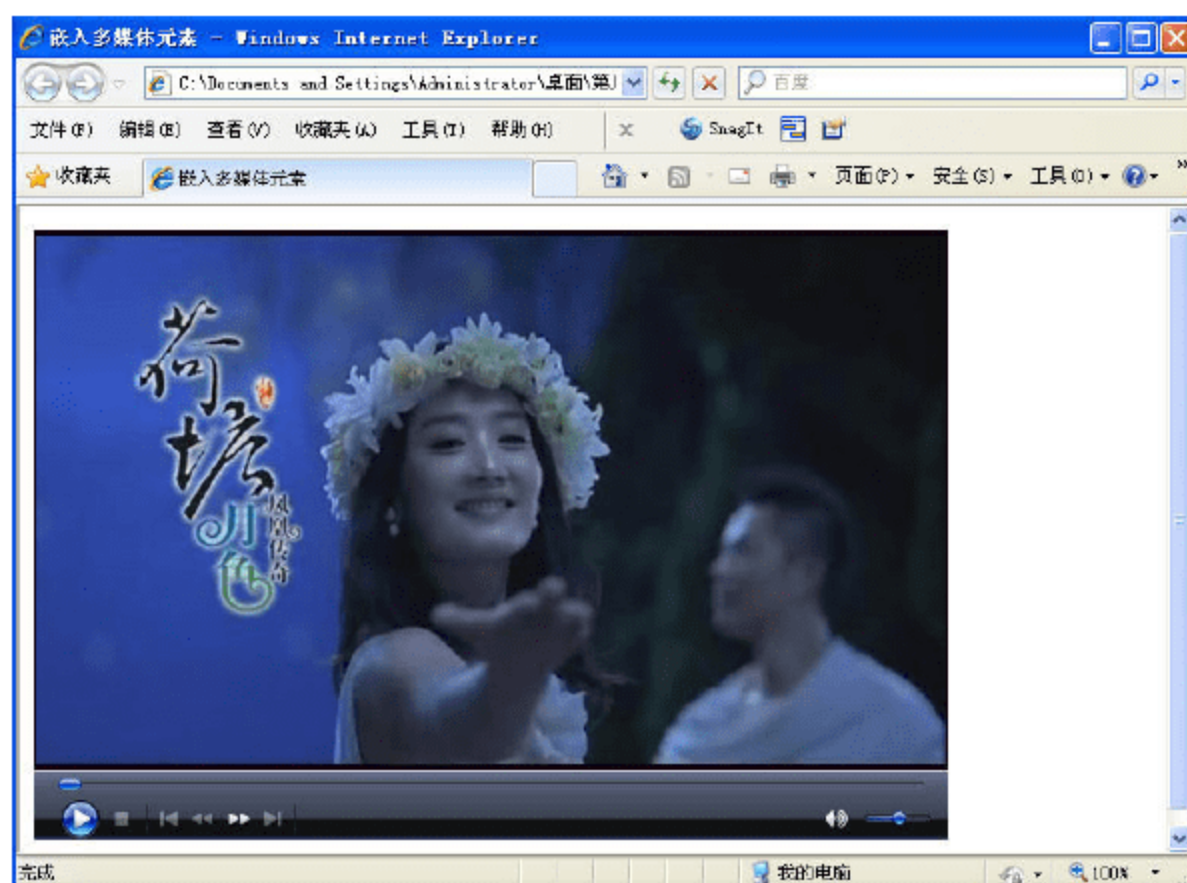 嵌入多媒体元素 - Windows Internet Explorer
C:\Documents and Settings\Administrator\桌面\第
百度
文件(F) 编辑(E) 查看(V) 收藏夹(A) 工具(T) 帮助(H) x SnagIt
收藏夹 嵌入多媒体元素 页面(P) 安全(S) 工具(O) »
荷塘
月色
凤凰传奇
完成 我的电脑 100%